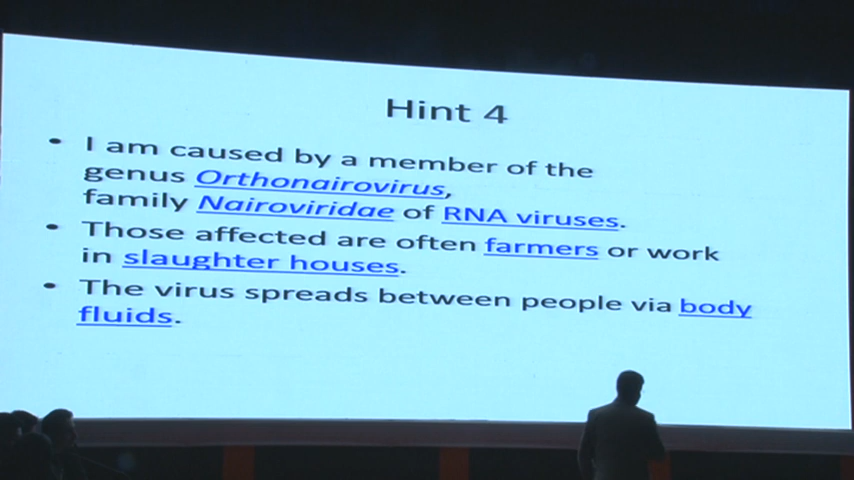 Hint 4
• I am caused by a member of the
genus Orthonairovirus,
family Nairoviridae of RNA viruses.
• Those affected are often farmers or work
in slaughter houses.
• The virus spreads between people via body
fluids.